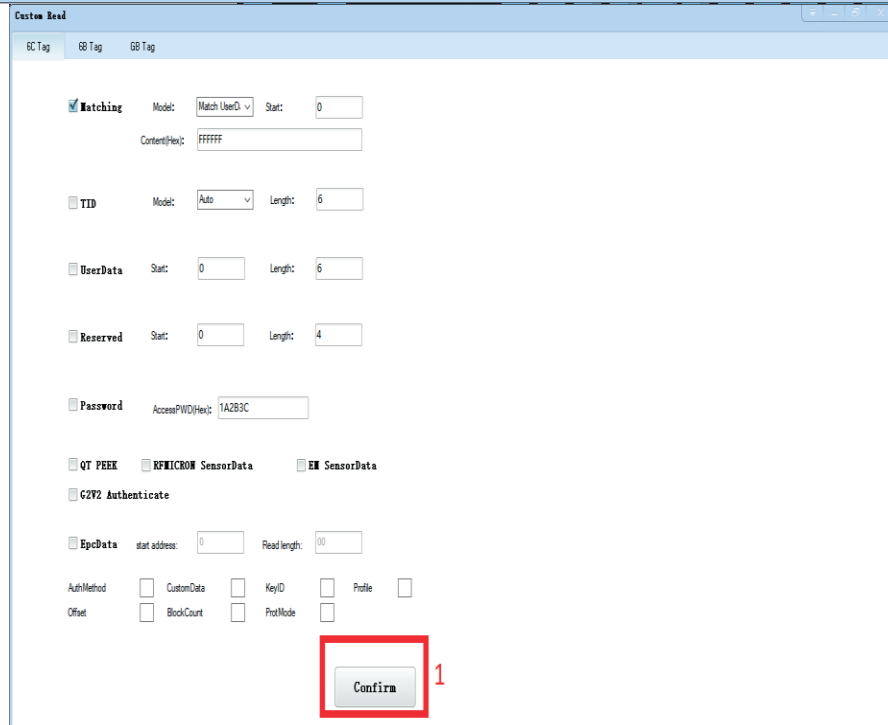 Custom Read
6C Tag 6B Tag GB Tag
Matching Model: Match UserDa Start: 0
Content(Hex): FFFFFF
TID Model: Auto Length: 6
UserData Start: 0 Length: 6
Reserved Start: 0 Length: 4
Password AccessPWD(Hex): 1A2B3C
QT PEEK RFMICRON SensorData EM SensorData
G2V2 Authenticate
EpcData start address: 0 Read length: 00
AuthMethod CustomData KeyID Profile
Offset BlockCount ProtMode
Confirm 1